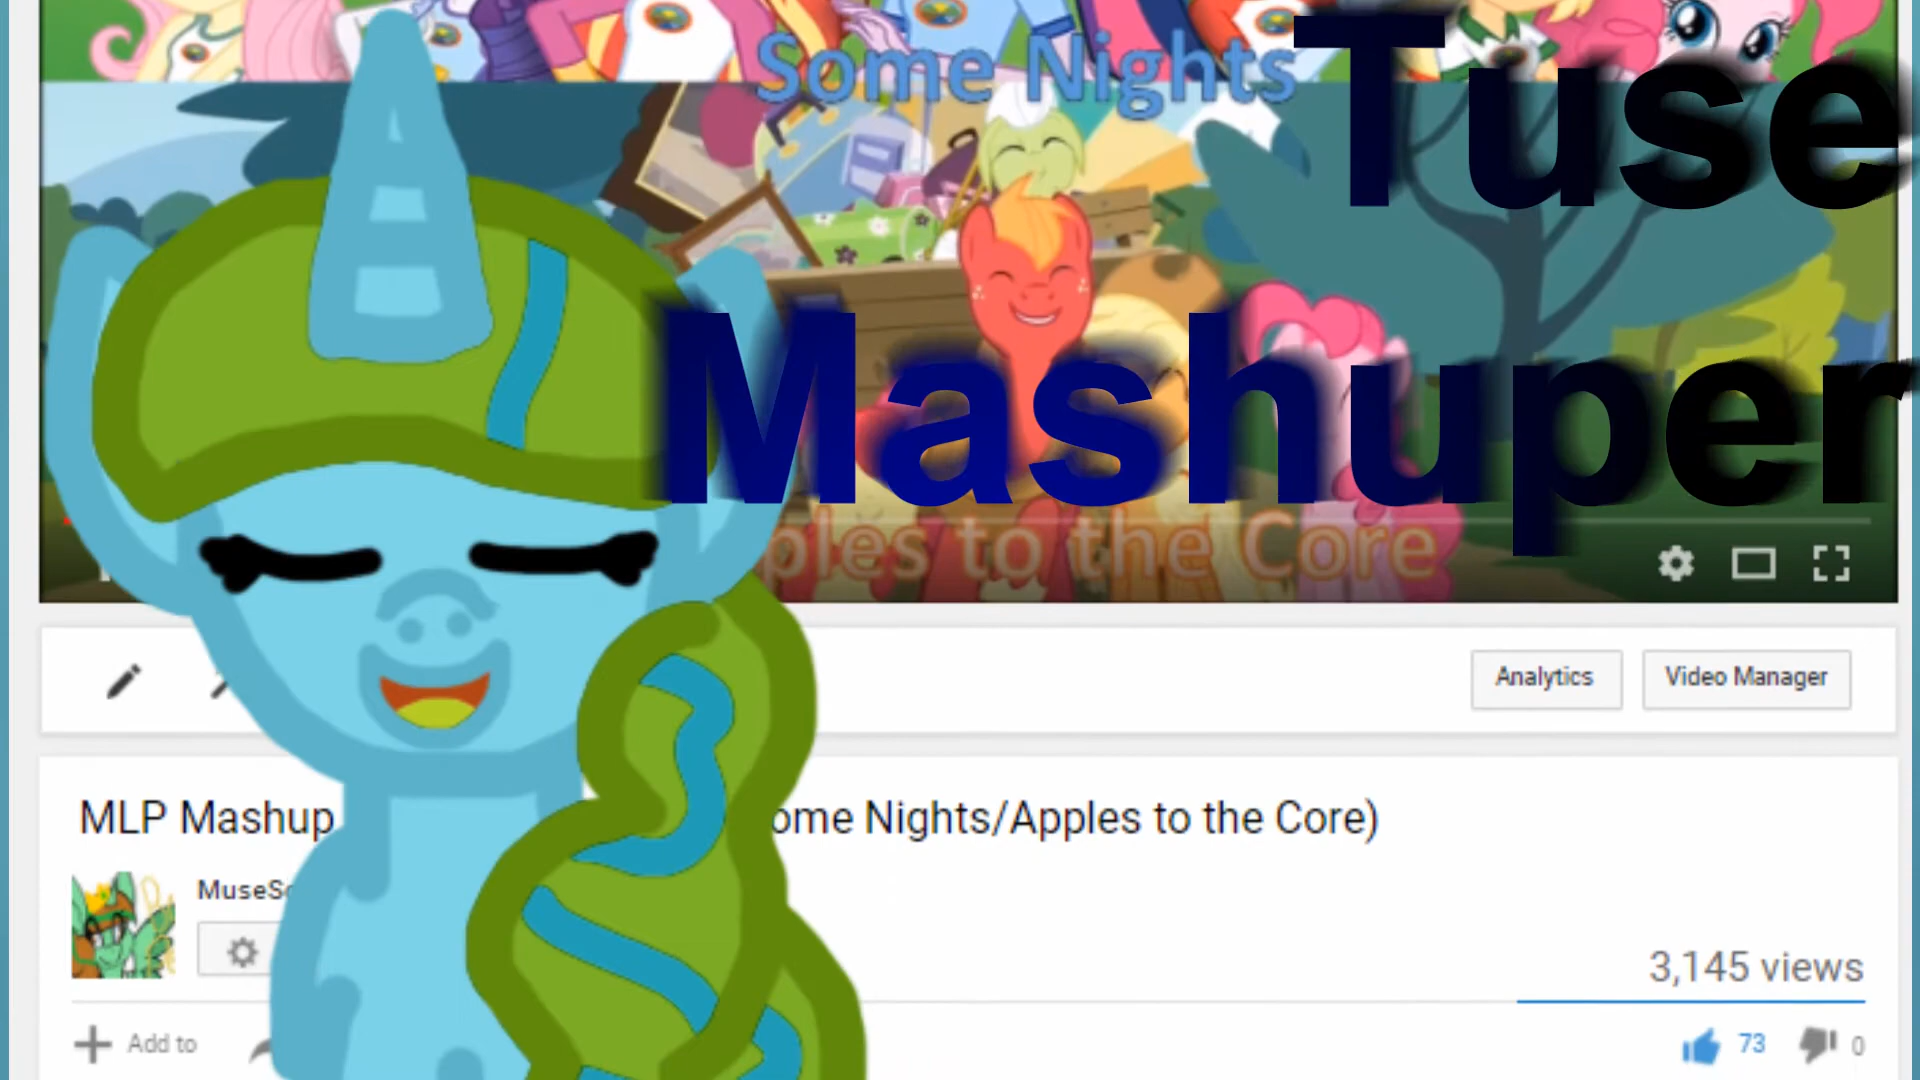 Some Nights
Tuse
Mashuper
ples to the Core
Analytics
Video Manager
MLP Mashup
ome Nights/Apples to the Core)
MuseSc
3,145 views
Add to
73
0